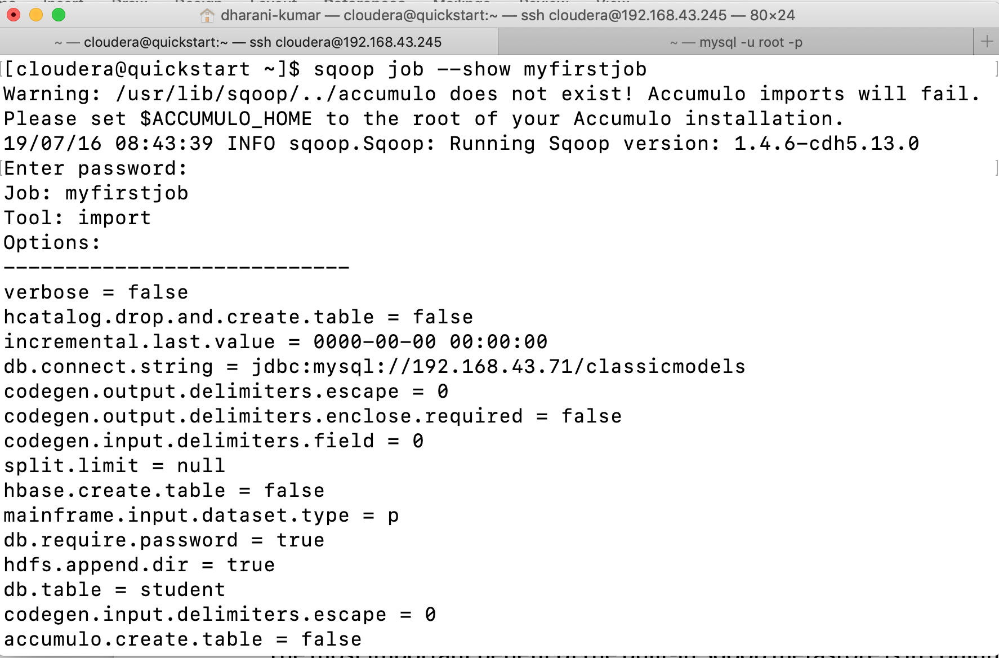 dharani-kumar — cloudera@quickstart:~ — ssh cloudera@192.168.43.245 — 80×24
~ — cloudera@quickstart:~ — ssh cloudera@192.168.43.245
~ — mysql -u root -p
[cloudera@quickstart ~]$ sqoop job --show myfirstjob
Warning: /usr/lib/sqoop/../accumulo does not exist! Accumulo imports will fail.
Please set $ACCUMULO_HOME to the root of your Accumulo installation.
19/07/16 08:43:39 INFO sqoop.Sqoop: Running Sqoop version: 1.4.6-cdh5.13.0
Enter password:
Job: myfirstjob
Tool: import
Options:
----------------------------
verbose = false
hcatalog.drop.and.create.table = false
incremental.last.value = 0000-00-00 00:00:00
db.connect.string = jdbc:mysql://192.168.43.71/classicmodels
codegen.output.delimiters.escape = 0
codegen.output.delimiters.enclose.required = false
codegen.input.delimiters.field = 0
split.limit = null
hbase.create.table = false
mainframe.input.dataset.type = p
db.require.password = true
hdfs.append.dir = true
db.table = student
codegen.input.delimiters.escape = 0
accumulo.create.table = false